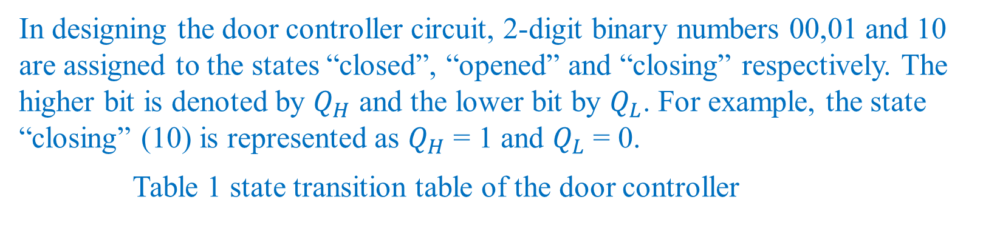 In designing the door controller circuit, 2-digit binary numbers 00,01 and 10
are assigned to the states “closed”, “opened” and “closing” respectively. The
higher bit is denoted by Q_H and the lower bit by Q_L. For example, the state
“closing” (10) is represented as Q_H = 1 and Q_L = 0.
Table 1 state transition table of the door controller